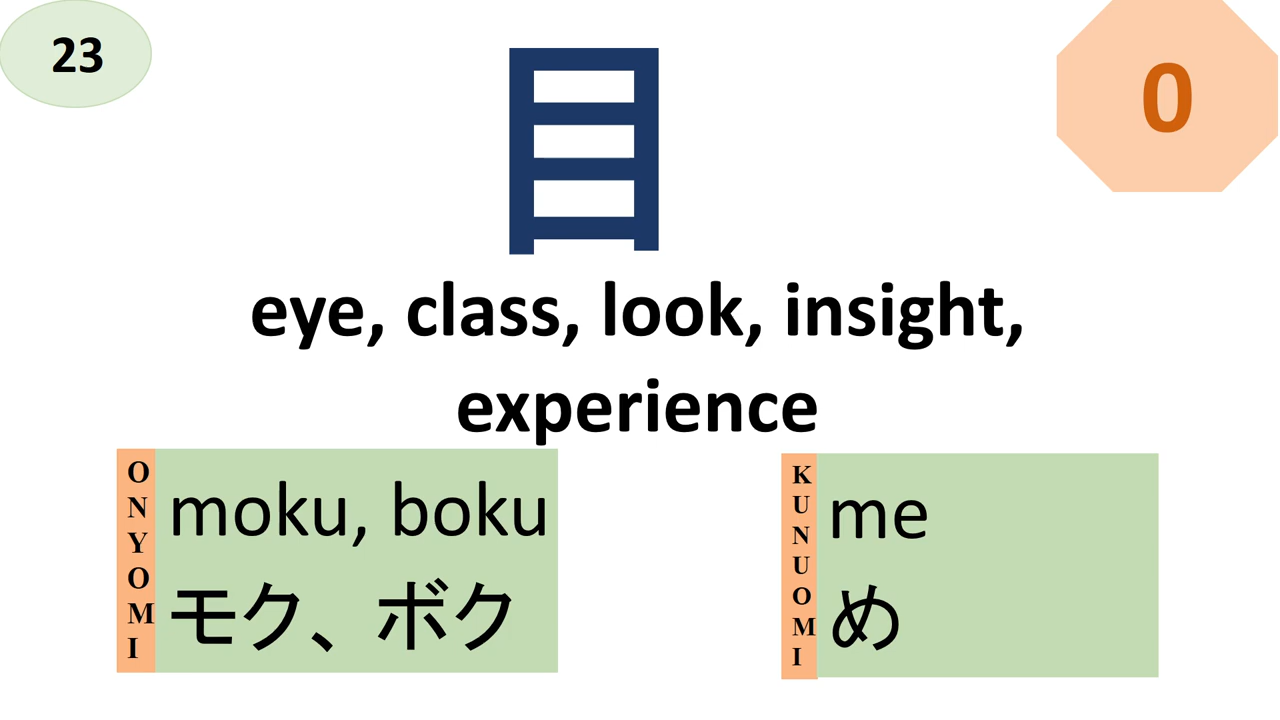 23
目
0
eye, class, look, insight,
experience
ONYOMI
moku, boku
モク、ボク
KUNUOMI
me
め